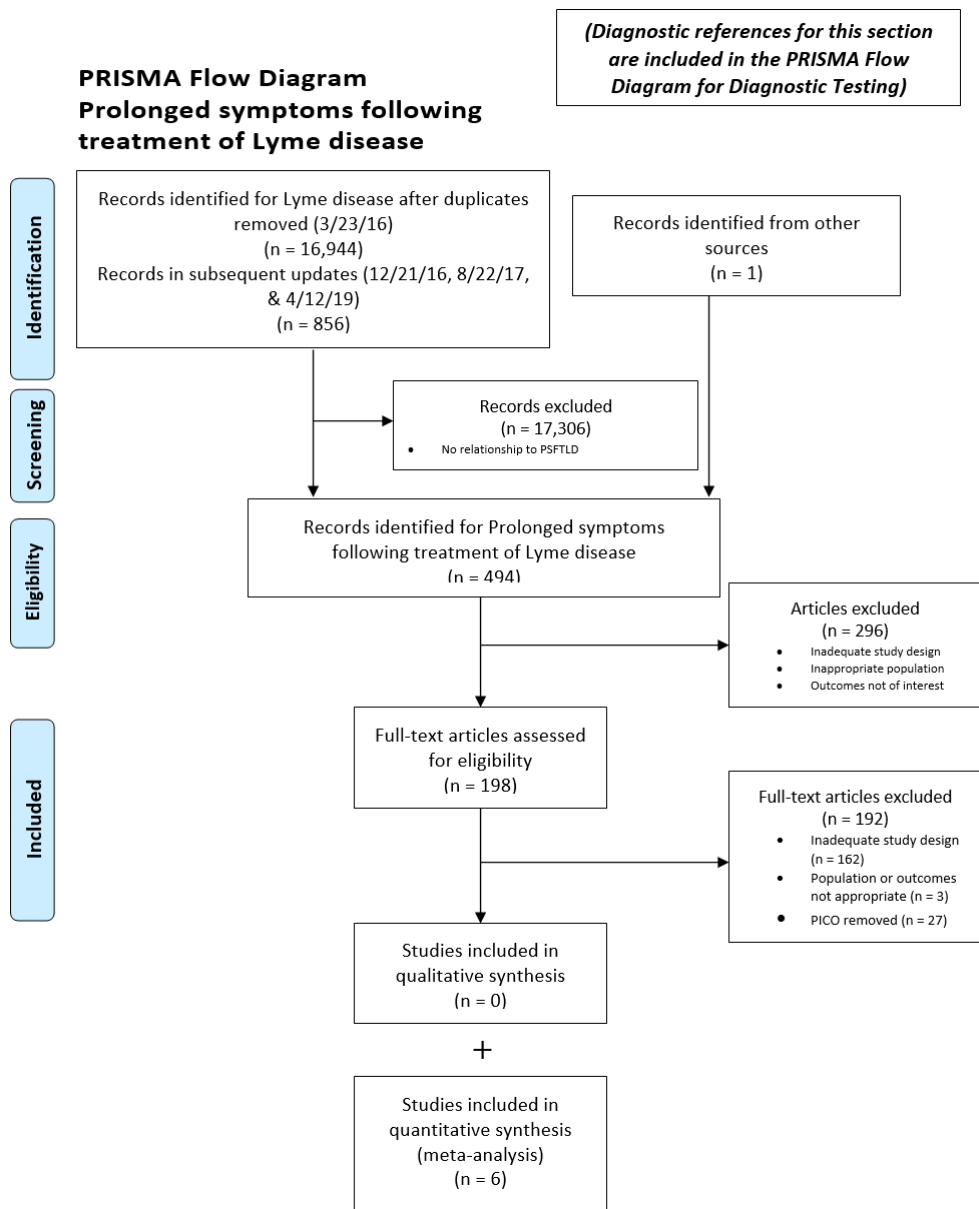 (Diagnostic references for this section
are included in the PRISMA Flow
Diagram for Diagnostic Testing)
PRISMA Flow Diagram
Prolonged symptoms following
treatment of Lyme disease
Identification
Records identified for Lyme disease after duplicates
removed (3/23/16)
(n = 16,944)
Records in subsequent updates (12/21/16, 8/22/17,
& 4/12/19)
(n = 856)
Records identified from other
sources
(n = 1)
Screening
Records excluded
(n = 17,306)
• No relationship to PSFTLD
Eligibility
Records identified for Prolonged symptoms
following treatment of Lyme disease
(n = 494)
Articles excluded
(n = 296)
• Inadequate study design
• Inappropriate population
• Outcomes not of interest
Included
Full-text articles assessed
for eligibility
(n = 198)
Full-text articles excluded
(n = 192)
• Inadequate study design
(n = 162)
• Population or outcomes
not appropriate (n = 3)
• PICO removed (n = 27)
Studies included in
qualitative synthesis
(n = 0)
+
Studies included in
quantitative synthesis
(meta-analysis)
(n = 6)